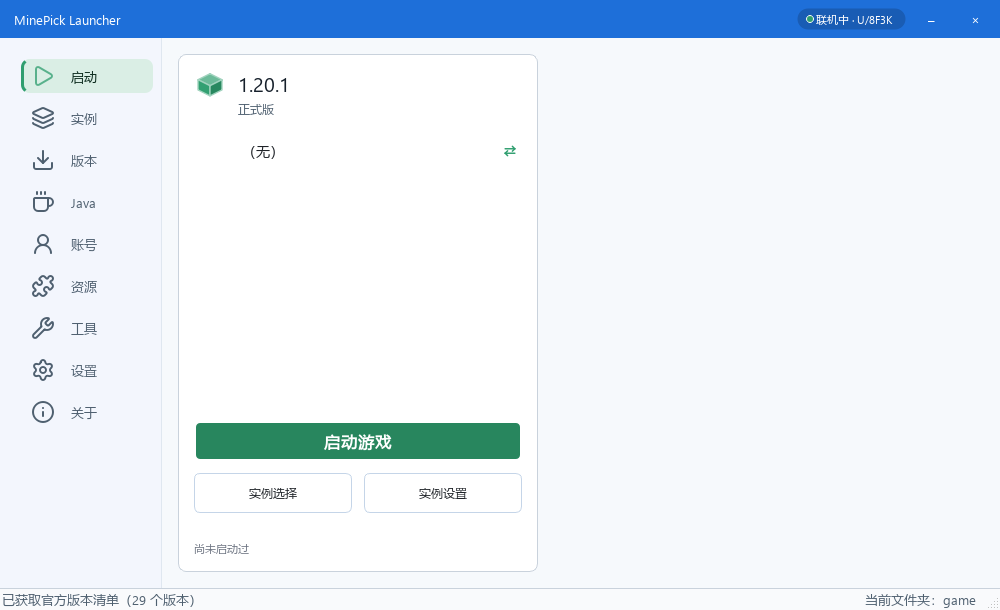 MinePick Launcher
联机中 · U/8F3K
启动
实例
版本
Java
账号
资源
工具
设置
关于
1.20.1
正式版
（无）
启动游戏
实例选择
实例设置
尚未启动过
已获取官方版本清单（29 个版本）
当前文件夹：game